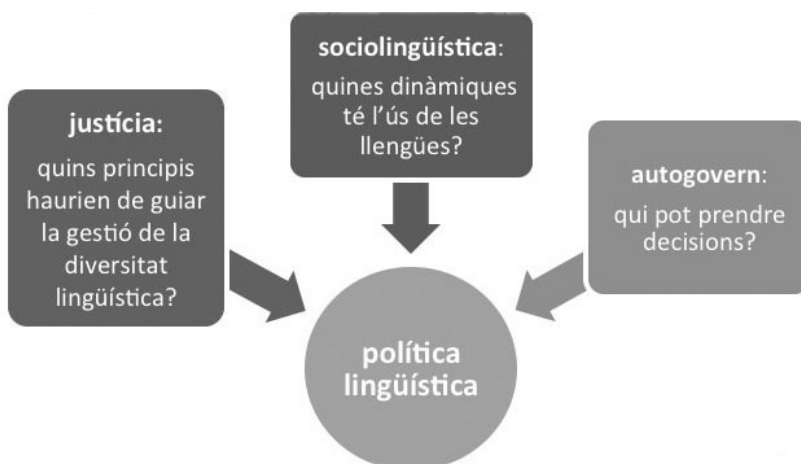 justícia:
quins principis
haurien de guiar
la gestió de la
diversitat
lingüística?
sociolingüística:
quines dinàmiques
té l’ús de les
llengües?
autogovern:
qui pot prendre
decisions?
política
lingüística